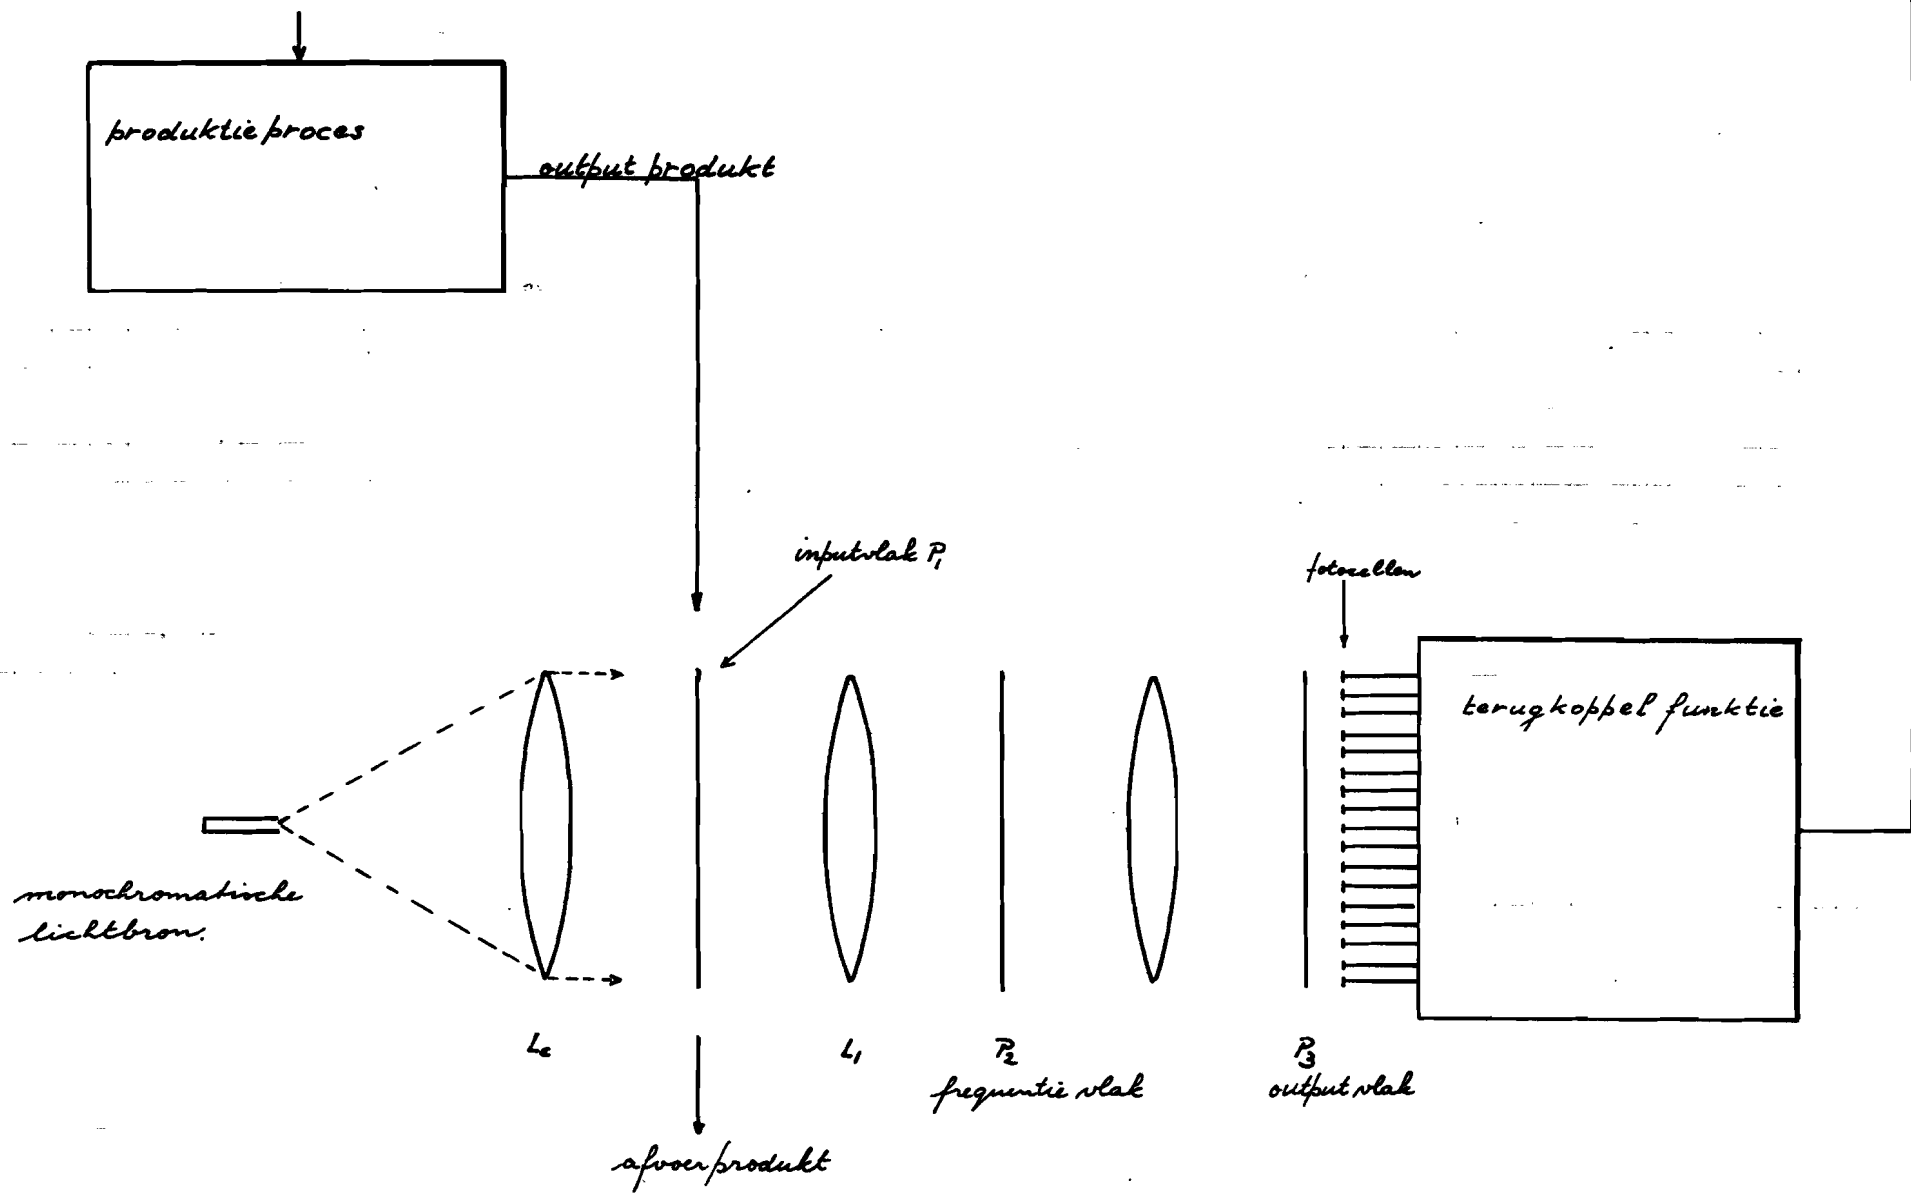 produktie proces
output produkt
inputvlak P1
fotocellen
terugkoppel funktie
monochromatische
lichtbron.
Lc
L1
P2
frequentie vlak
P3
output vlak
afvoer produkt